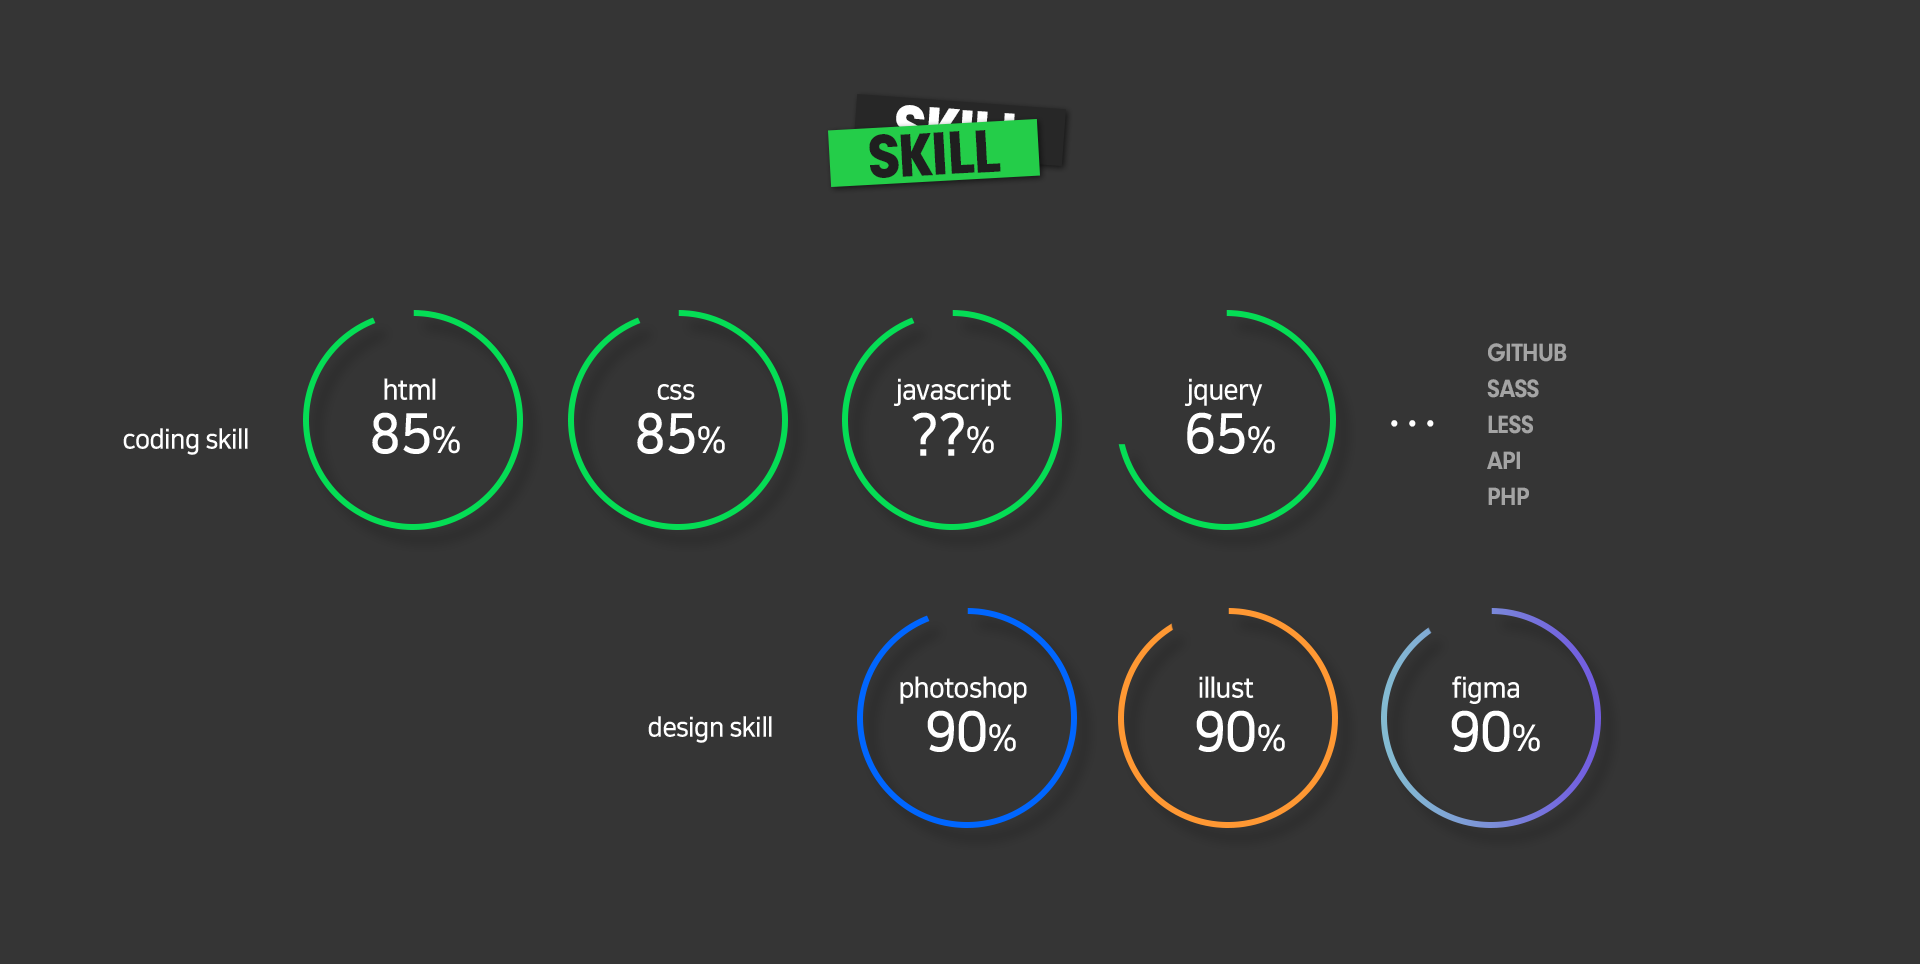 SKILL
SKILL
coding skill
html
85%
css
85%
javascript
??%
jquery
65%
...
GITHUB
SASS
LESS
API
PHP
design skill
photoshop
90%
illust
90%
figma
90%